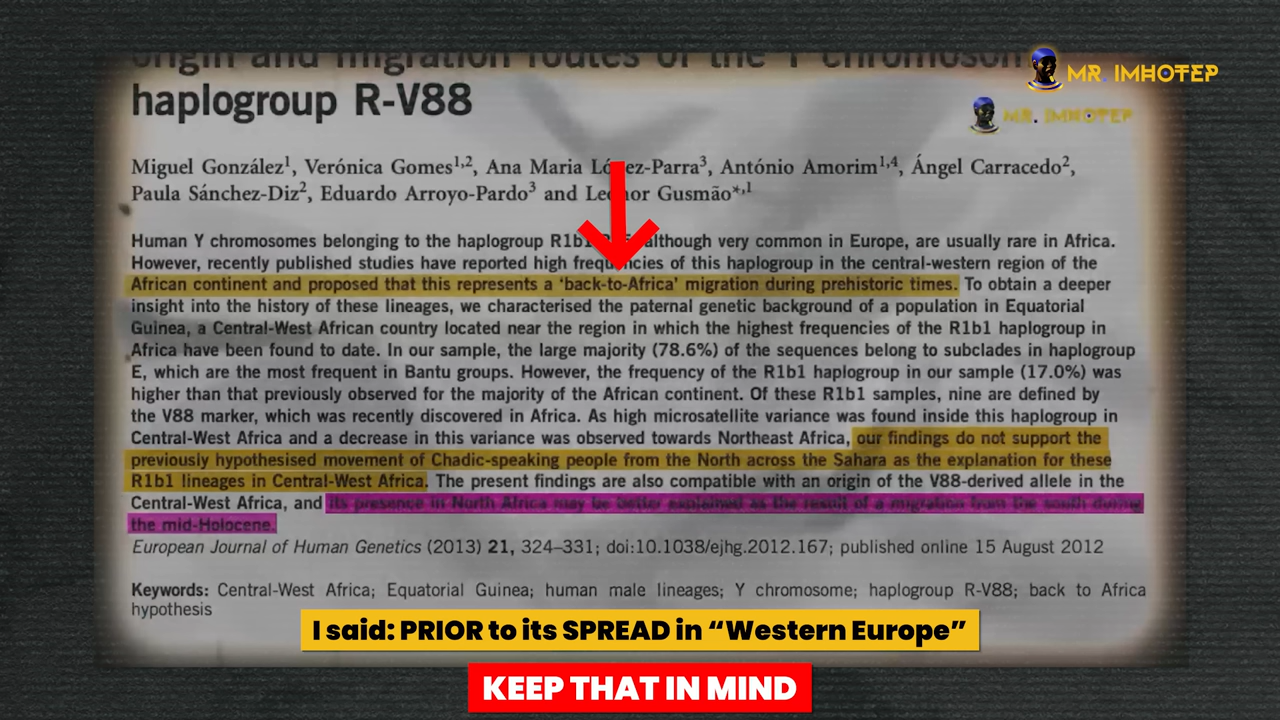 origin and migration routes of the Y chromosom
haplogroup R-V88
MR. IMHOTEP
MR. IMHOTEP
Miguel González1, Verónica Gomes1,2, Ana Maria López-Parra3, António Amorim1,4, Ángel Carracedo2,
Paula Sánchez-Diz2, Eduardo Arroyo-Pardo3 and Leonor Gusmão*,1
Human Y chromosomes belonging to the haplogroup although very common in Europe, are usually rare in Africa.
However, recently published studies have reported high frequencies of this haplogroup in the central-western region of the
African continent and proposed that this represents a ‘back-to-Africa’ migration during prehistoric times. To obtain a deeper
insight into the history of these lineages, we characterised the paternal genetic background of a population in Equatorial
Guinea, a Central-West African country located near the region in which the highest frequencies of the R1b1 haplogroup in
Africa have been found to date. In our sample, the large majority (78.6%) of the sequences belong to subclades in haplogroup
E, which are the most frequent in Bantu groups. However, the frequency of the R1b1 haplogroup in our sample (17.0%) was
higher than that previously observed for the majority of the African continent. Of these R1b1 samples, nine are defined by
the V88 marker, which was recently discovered in Africa. As high microsatellite variance was found inside this haplogroup in
Central-West Africa and a decrease in this variance was observed towards Northeast Africa, our findings do not support the
previously hypothesised movement of Chadic-speaking people from the North across the Sahara as the explanation for these
R1b1 lineages in Central-West Africa. The present findings are also compatible with an origin of the V88-derived allele in the
Central-West Africa, and its presence in North Africa may be better explained as the result of a migration from the south during
the mid-Holocene.
European Journal of Human Genetics (2013) 21, 324–331; doi:10.1038/ejhg.2012.167; published online 15 August 2012
Keywords: Central-West Africa; Equatorial Guinea; human male lineages; Y chromosome; haplogroup R-V88; back to Africa
hypothesis
I said: PRIOR to its SPREAD in “Western Europe”
KEEP THAT IN MIND